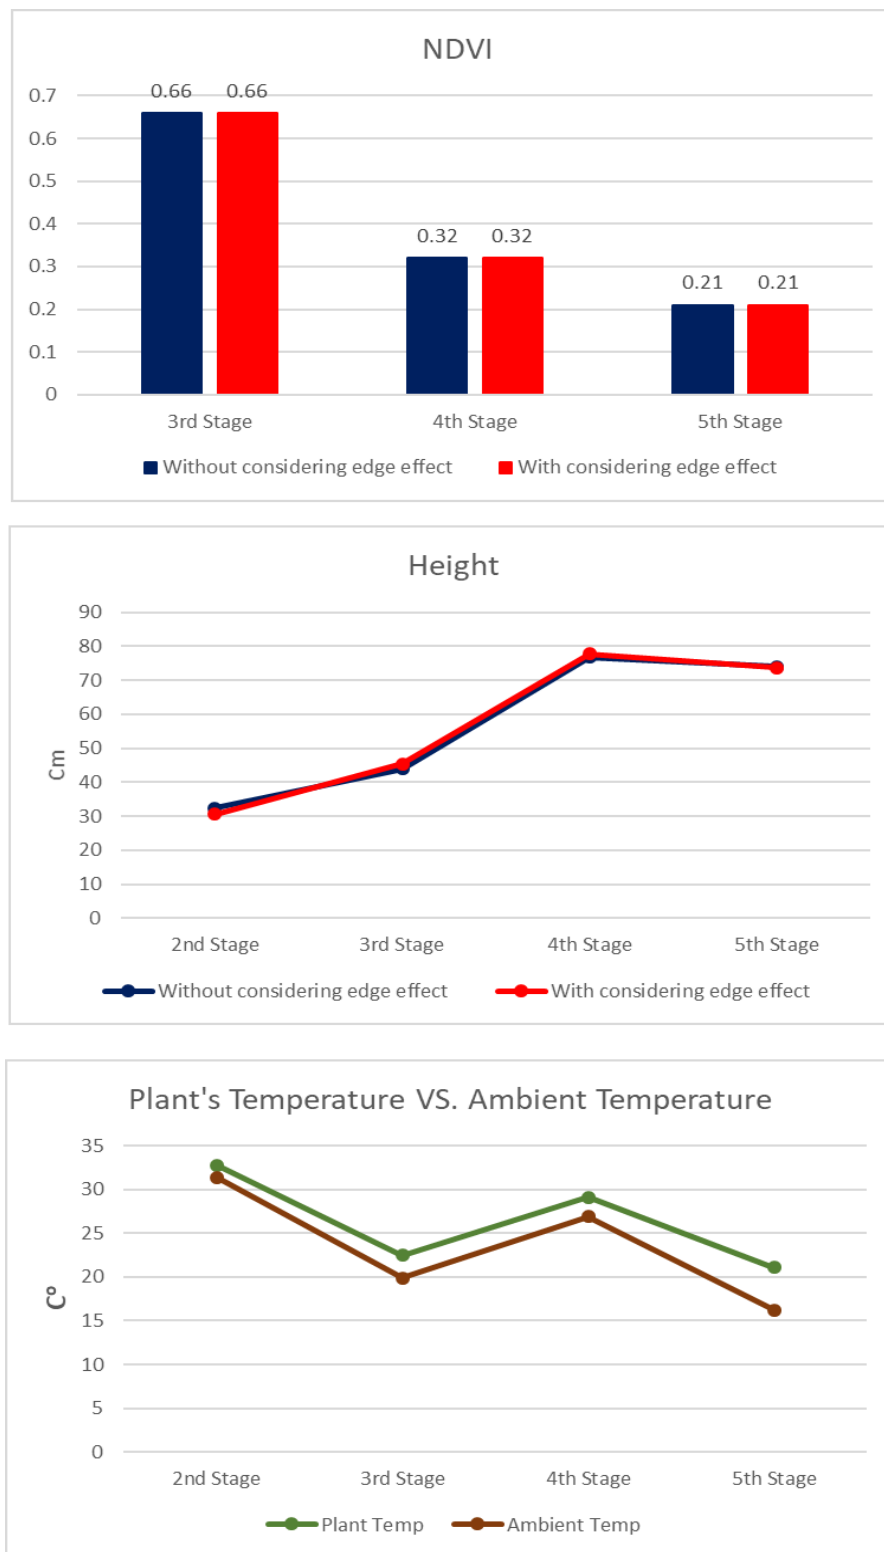 NDVI
0.7
0.6
0.5
0.4
0.3
0.2
0.1
0
0.66 0.66
0.32 0.32
0.21 0.21
3rd Stage 4th Stage 5th Stage
Without considering edge effect With considering edge effect
Height
Cm
90
80
70
60
50
40
30
20
10
0
2nd Stage 3rd Stage 4th Stage 5th Stage
Without considering edge effect With considering edge effect
Plant's Temperature VS. Ambient Temperature
C°
35
30
25
20
15
10
5
0
2nd Stage 3rd Stage 4th Stage 5th Stage
Plant Temp Ambient Temp